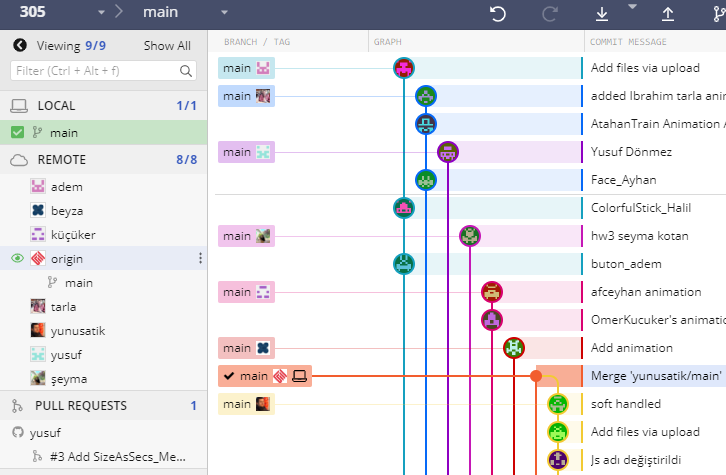 305 main
Viewing 9/9 Show All
Filter (Ctrl + Alt + f)
LOCAL 1/1
main
REMOTE 8/8
adem
beyza
küçüker
origin
main
tarla
yunusatik
yusuf
şeyma
PULL REQUESTS 1
yusuf
#3 Add SizeAsSecs_Me...
BRANCH / TAG GRAPH COMMIT MESSAGE
main Add files via upload
main added Ibrahim tarla ani
AtahanTrain Animation
main Yusuf Dönmez
Face_Ayhan
ColorfulStick_Halil
main hw3 seyma kotan
buton_adem
main afceyhan animation
OmerKucuker's animatio
main Add animation
main Merge 'yunusatik/main'
main soft handled
Add files via upload
Js adı değiştirildi